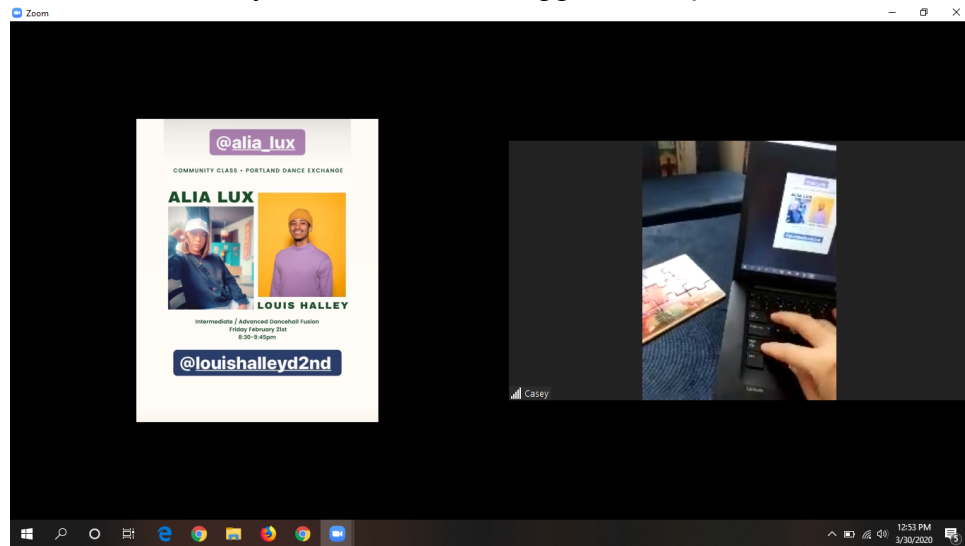 Zoom
@alia_lux
COMMUNITY CLASS • PORTLAND DANCE EXCHANGE
ALIA LUX
LOUIS HALLEY
Intermediate / Advanced Dancehall Fusion
Friday February 21st
8:30-9:45pm
@louishalleyd2nd
Casey
12:53 PM
3/30/2020
5